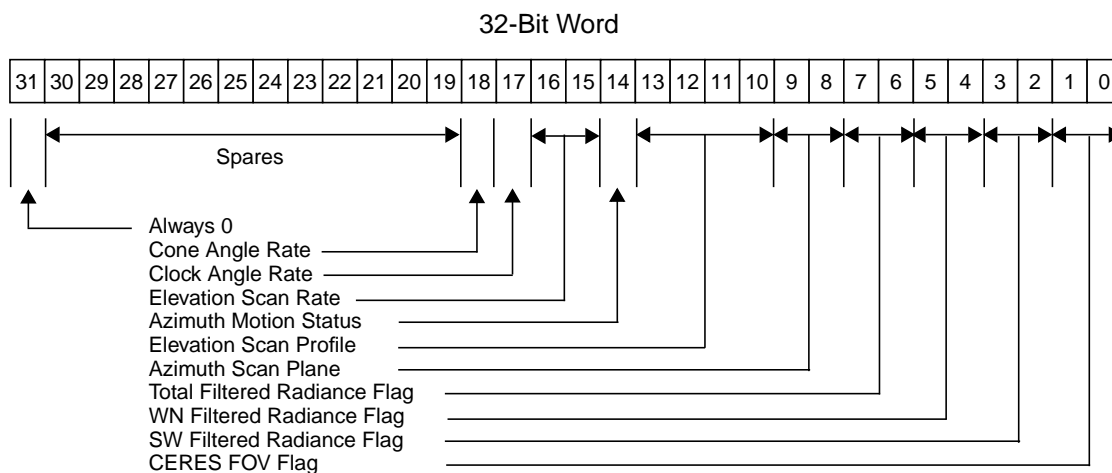 32-Bit Word
31 30 29 28 27 26 25 24 23 22 21 20 19 18 17 16 15 14 13 12 11 10 9 8 7 6 5 4 3 2 1 0
Spares
Always 0
Cone Angle Rate
Clock Angle Rate
Elevation Scan Rate
Azimuth Motion Status
Elevation Scan Profile
Azimuth Scan Plane
Total Filtered Radiance Flag
WN Filtered Radiance Flag
SW Filtered Radiance Flag
CERES FOV Flag